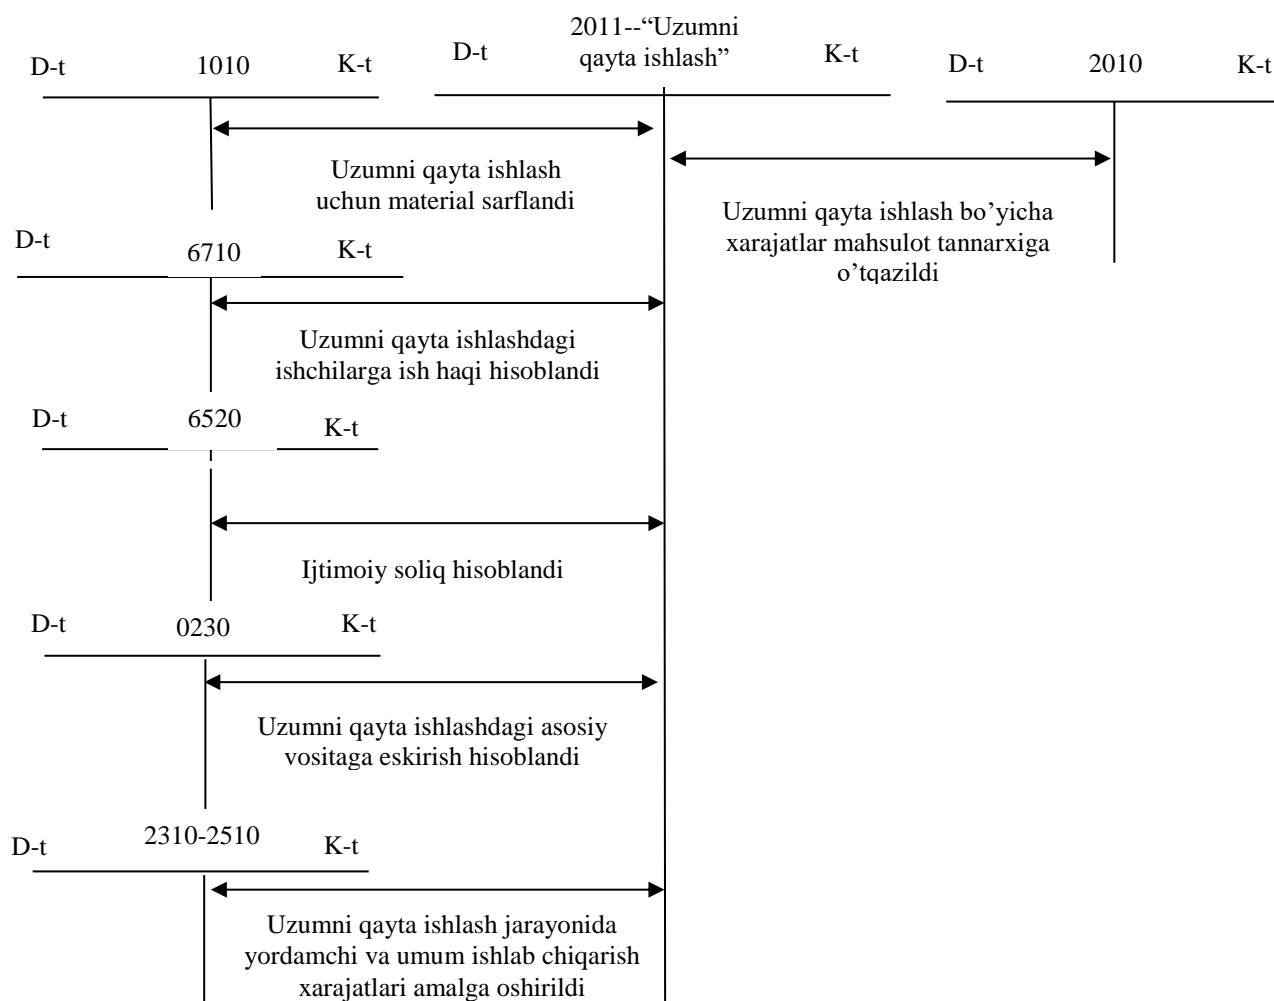 D-t 1010 K-t
D-t 2011--“Uzumni qayta ishlash” K-t
D-t 2010 K-t
Uzumni qayta ishlash
uchun material sarflandi
Uzumni qayta ishlash bo’yicha
xarajatlar mahsulot tannarxiga
o’tqazildi
D-t 6710 K-t
Uzumni qayta ishlashdagi
ishchilarga ish haqi hisoblandi
D-t 6520 K-t
Ijtimoiy soliq hisoblandi
D-t 0230 K-t
Uzumni qayta ishlashdagi asosiy
vositaga eskirish hisoblandi
D-t 2310-2510 K-t
Uzumni qayta ishlash jarayonida
yordamchi va umum ishlab chiqarish
xarajatlari amalga oshirildi